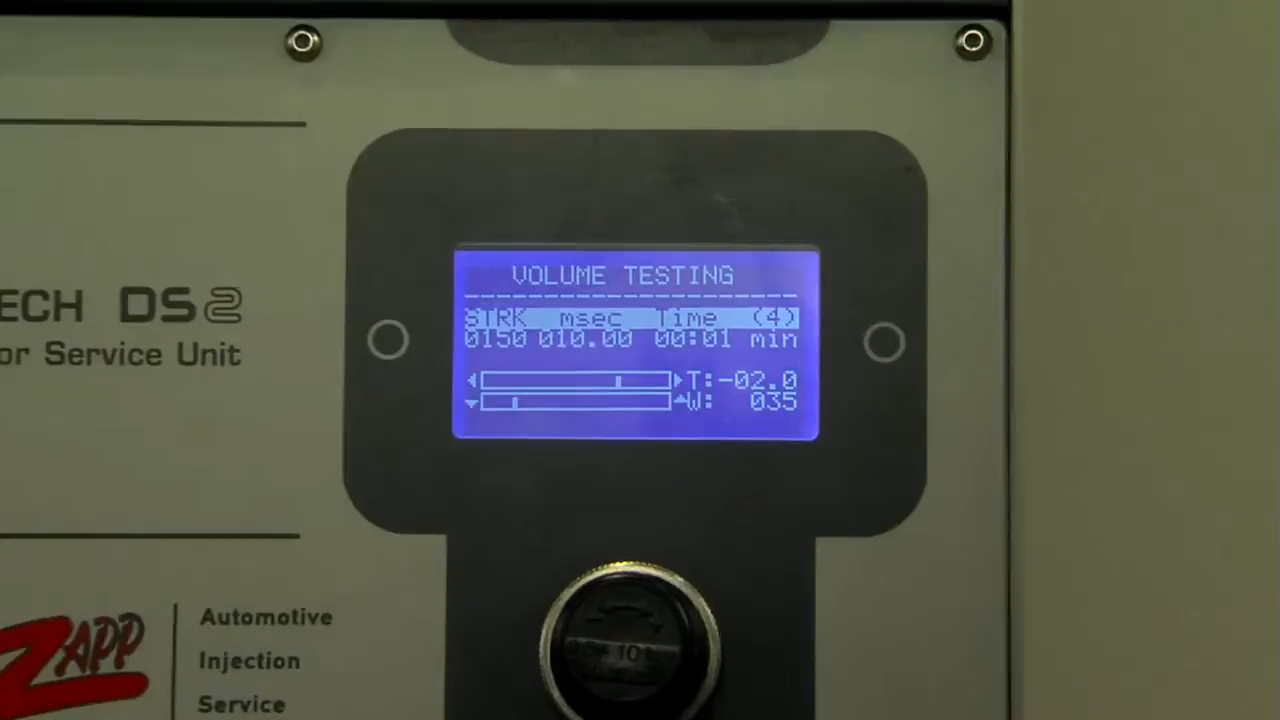 VOLUME TESTING
STRK msec Time (4)
0150 010.00 00:01 min
T:-02.0
W: 035
ECH DS2
or Service Unit
ZAPP
Automotive
Injection
Service
10